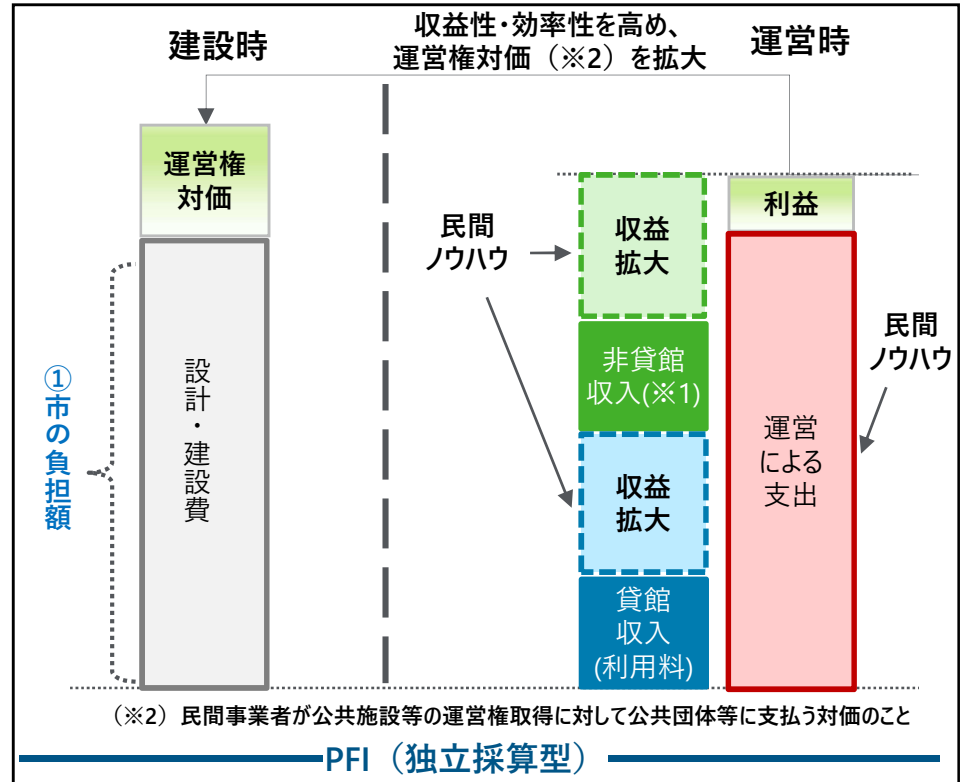 建設時
収益性・効率性を高め、
運営権対価（※2）を拡大
運営時
運営権
対価
設計・建設費
①市の負担額
民間
ノウハウ
収益
拡大
非貸館
収入(※1)
収益
拡大
貸館
収入
(利用料)
利益
運営
による
支出
民間
ノウハウ
（※2）民間事業者が公共施設等の運営権取得に対して公共団体等に支払う対価のこと
PFI（独立採算型）